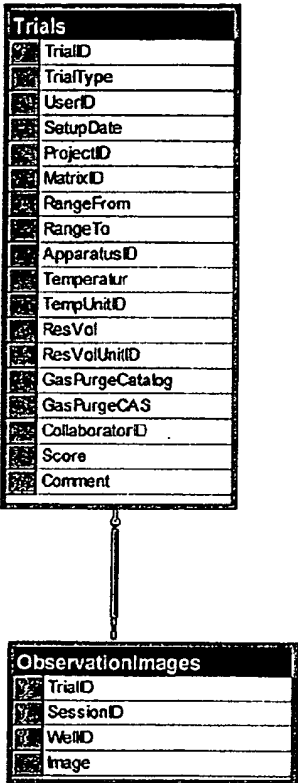 Trials
TrialID
TrialType
UserID
SetupDate
ProjectID
MatrixID
RangeFrom
RangeTo
ApparatusID
Temperatur
TempUnitID
ResVol
ResVolUnitID
GasPurgeCatalog
GasPurgeCAS
CollaboratorID
Score
Comment
ObservationImages
TrialID
SessionID
WellID
Image